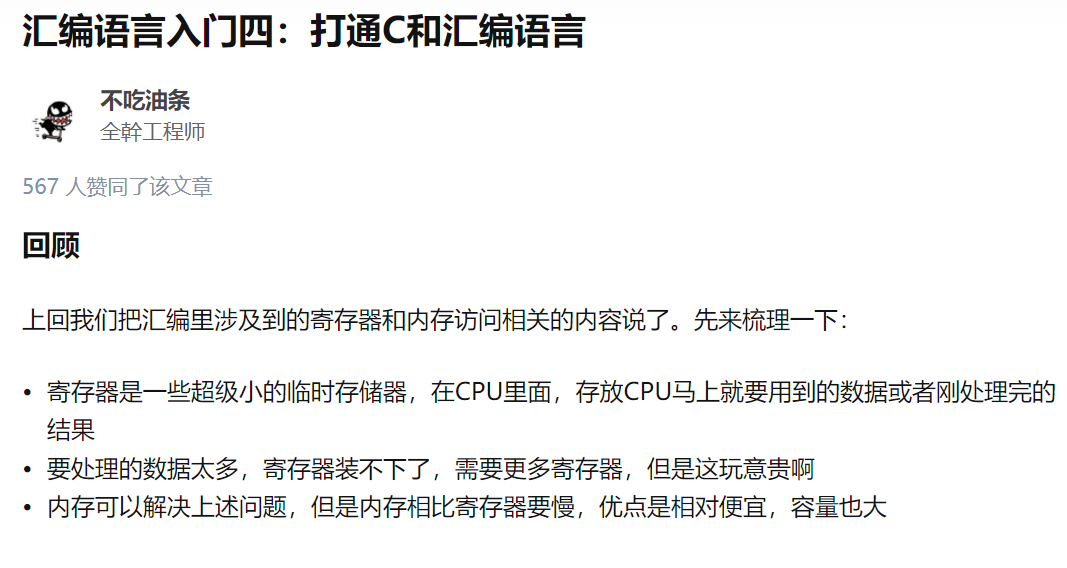 汇编语言入门四：打通C和汇编语言
不吃油条
全幹工程师
567 人赞同了该文章
回顾
上回我们把汇编里涉及到的寄存器和内存访问相关的内容说了。先来梳理一下：
• 寄存器是一些超级小的临时存储器，在CPU里面，存放CPU马上就要用到的数据或者刚处理完的
结果
• 要处理的数据太多，寄存器装不下了，需要更多寄存器，但是这玩意贵啊
• 内存可以解决上述问题，但是内存相比寄存器要慢，优点是相对便宜，容量也大